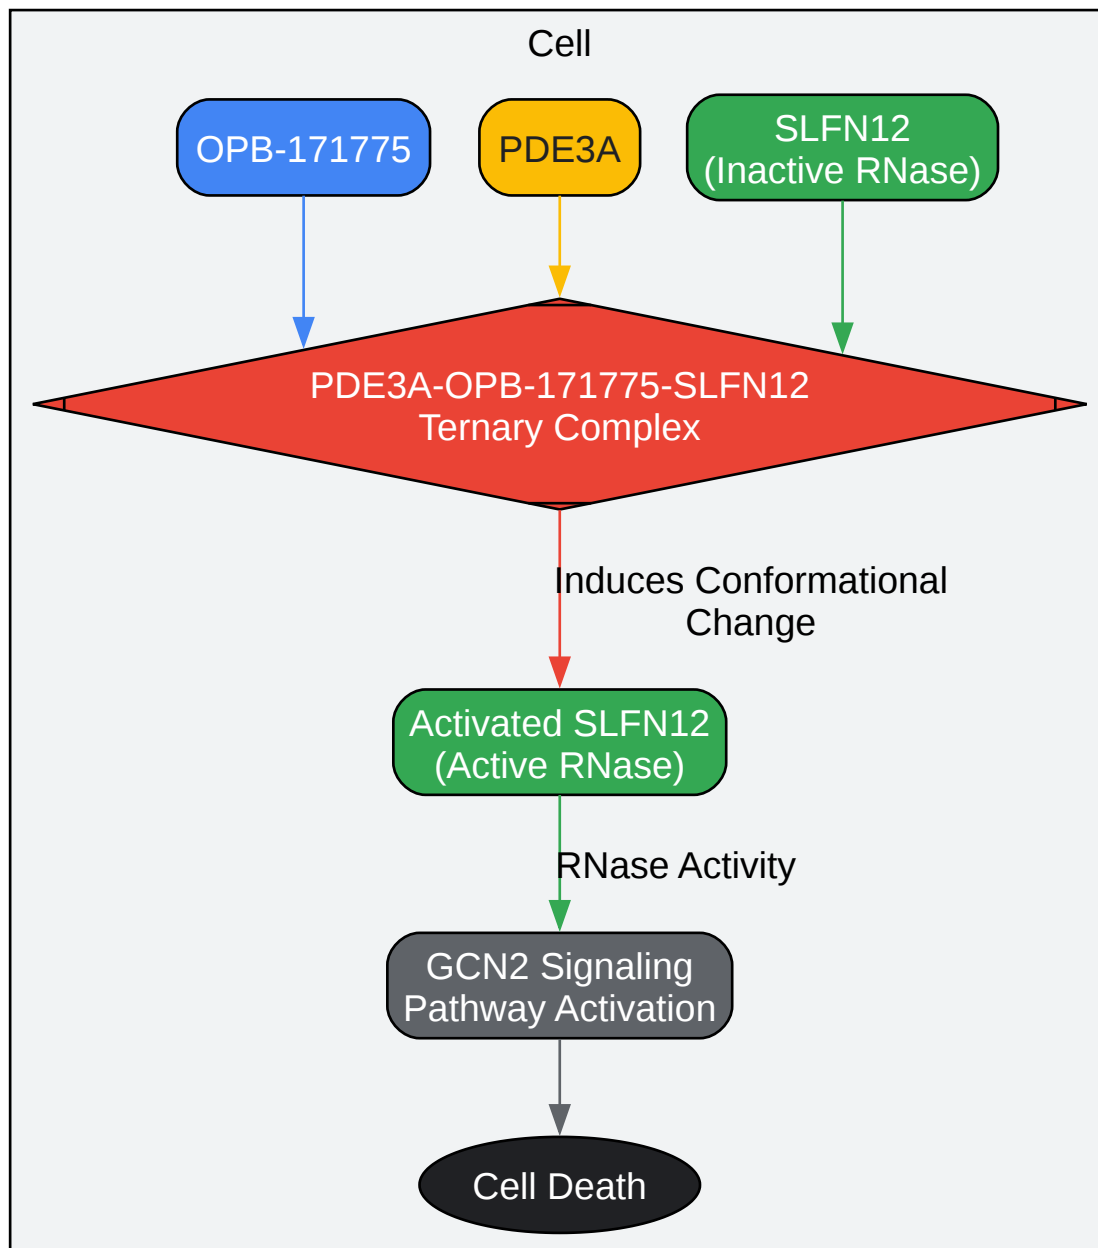 Cell
OPB-171775
PDE3A
SLFN12
(Inactive RNase)
PDE3A-OPB-171775-SLFN12
Ternary Complex
Induces Conformational
Change
Activated SLFN12
(Active RNase)
RNase Activity
GCN2 Signaling
Pathway Activation
Cell Death